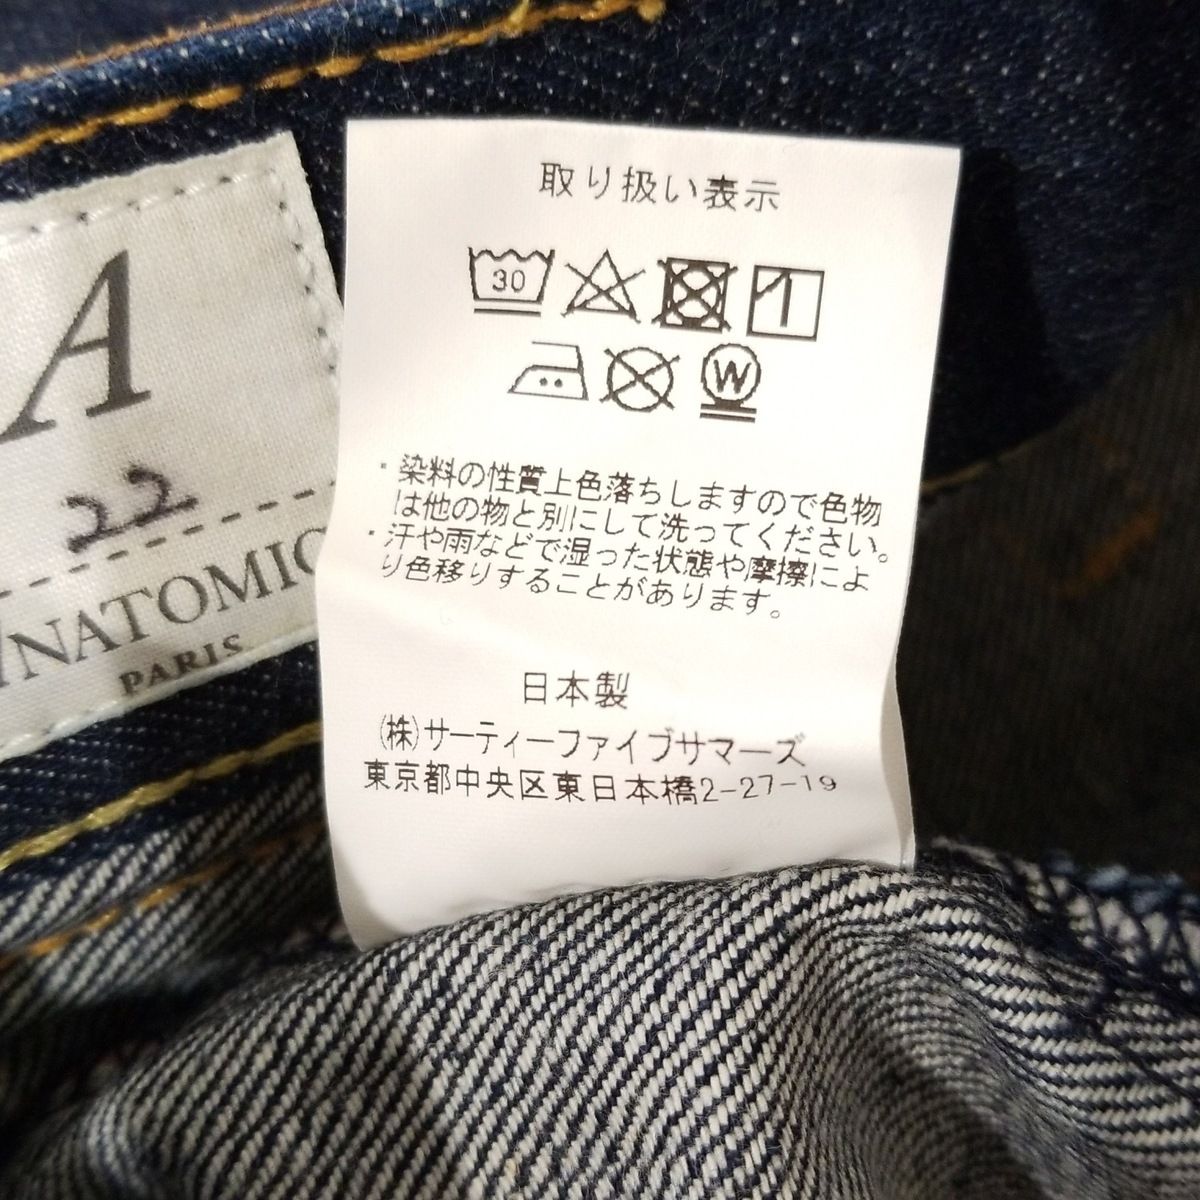 取り扱い表示
30
W
・染料の性質上色落ちしますので色物
は他の物と別にして洗ってください。
・汗や雨などで湿った状態や摩擦によ
り色移りすることがあります。
日本製
(株)サーティーファイブサマーズ
東京都中央区東日本橋2-27-19
A
22
ANATOMIC
PARIS